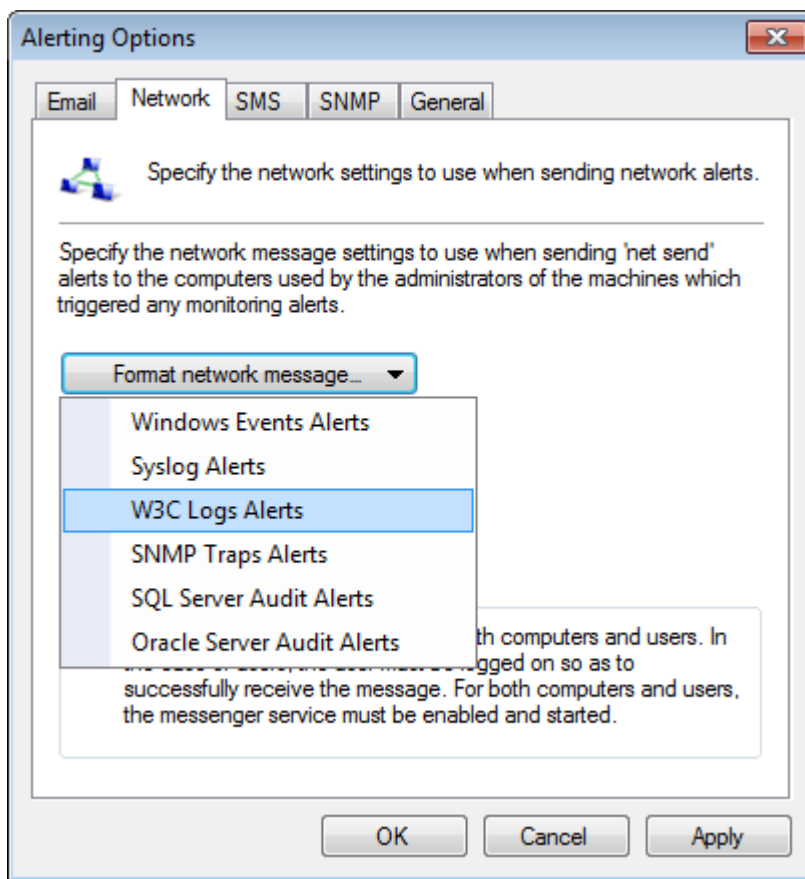 Alerting Options
Email Network SMS SNMP General
Specify the network settings to use when sending network alerts.
Specify the network message settings to use when sending 'net send'
alerts to the computers used by the administrators of the machines which
triggered any monitoring alerts.
Format network message...
Windows Events Alerts
Syslog Alerts
W3C Logs Alerts
SNMP Traps Alerts
SQL Server Audit Alerts
Oracle Server Audit Alerts
computers and users. In
so as to
successfully receive the message. For both computers and users,
the messenger service must be enabled and started.
OK Cancel Apply